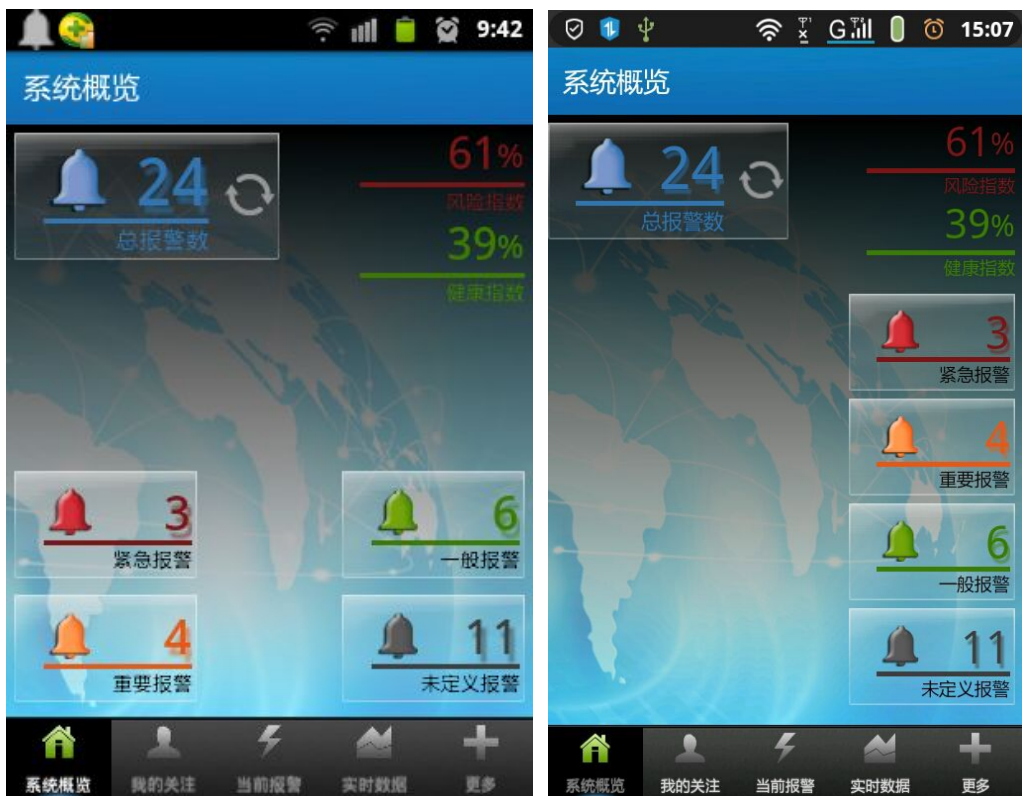 9:42
系统概览
24
总报警数
61%
风险指数
39%
健康指数
3
紧急报警
6
一般报警
4
重要报警
11
未定义报警
系统概览
我的关注
当前报警
实时数据
更多
G
15:07
系统概览
24
总报警数
61%
风险指数
39%
健康指数
3
紧急报警
4
重要报警
6
一般报警
11
未定义报警
系统概览
我的关注
当前报警
实时数据
更多